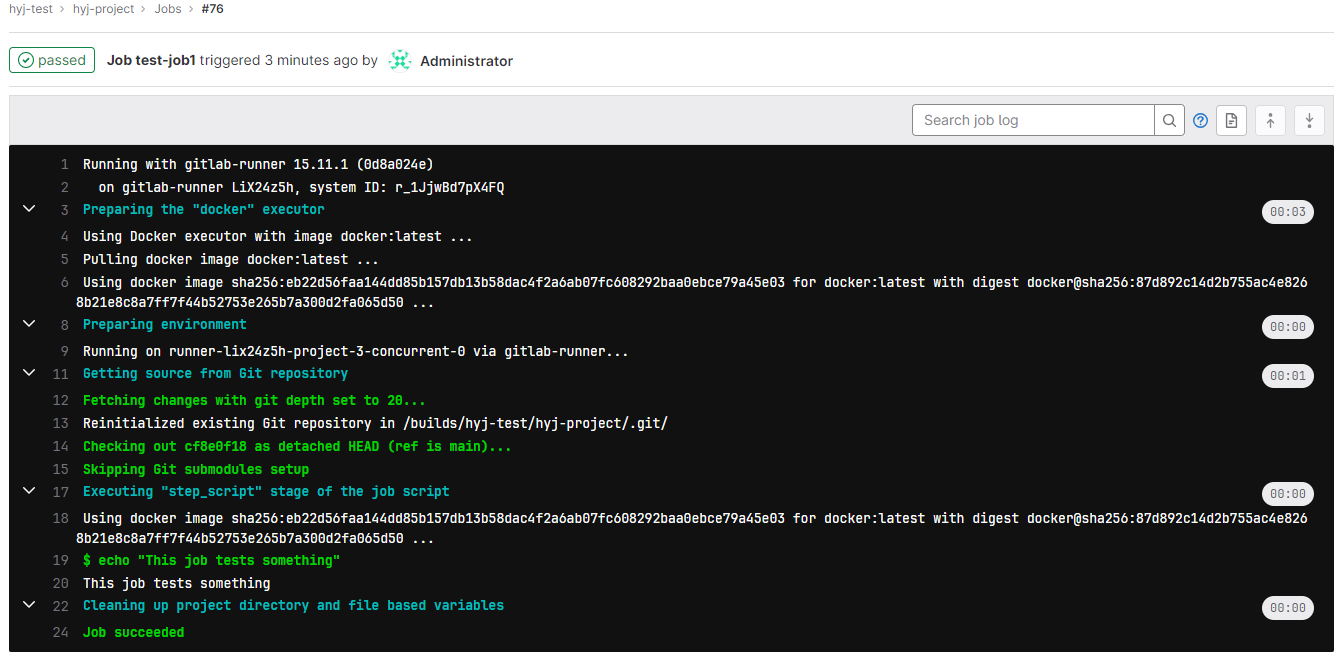 hyj-test › hyj-project › Jobs › #76
passed Job test-job1 triggered 3 minutes ago by Administrator
Search job log
1 Running with gitlab-runner 15.11.1 (0d8a024e)
2 on gitlab-runner LiX24z5h, system ID: r_1JjwBd7pX4FQ
3 Preparing the "docker" executor 00:03
4 Using Docker executor with image docker:latest ...
5 Pulling docker image docker:latest ...
6 Using docker image sha256:eb22d56faa144dd85b157db13b58dac4f2a6ab07fc608292baa0ebce79a45e03 for docker:latest with digest docker@sha256:87d892c14d2b755ac4e826
8b21e8c8a7ff7f44b52753e265b7a300d2fa065d50 ...
8 Preparing environment 00:00
9 Running on runner-lix24z5h-project-3-concurrent-0 via gitlab-runner...
11 Getting source from Git repository 00:01
12 Fetching changes with git depth set to 20...
13 Reinitialized existing Git repository in /builds/hyj-test/hyj-project/.git/
14 Checking out cf8e0f18 as detached HEAD (ref is main)...
15 Skipping Git submodules setup
17 Executing "step_script" stage of the job script 00:00
18 Using docker image sha256:eb22d56faa144dd85b157db13b58dac4f2a6ab07fc608292baa0ebce79a45e03 for docker:latest with digest docker@sha256:87d892c14d2b755ac4e826
8b21e8c8a7ff7f44b52753e265b7a300d2fa065d50 ...
19 $ echo "This job tests something"
20 This job tests something
22 Cleaning up project directory and file based variables 00:00
24 Job succeeded